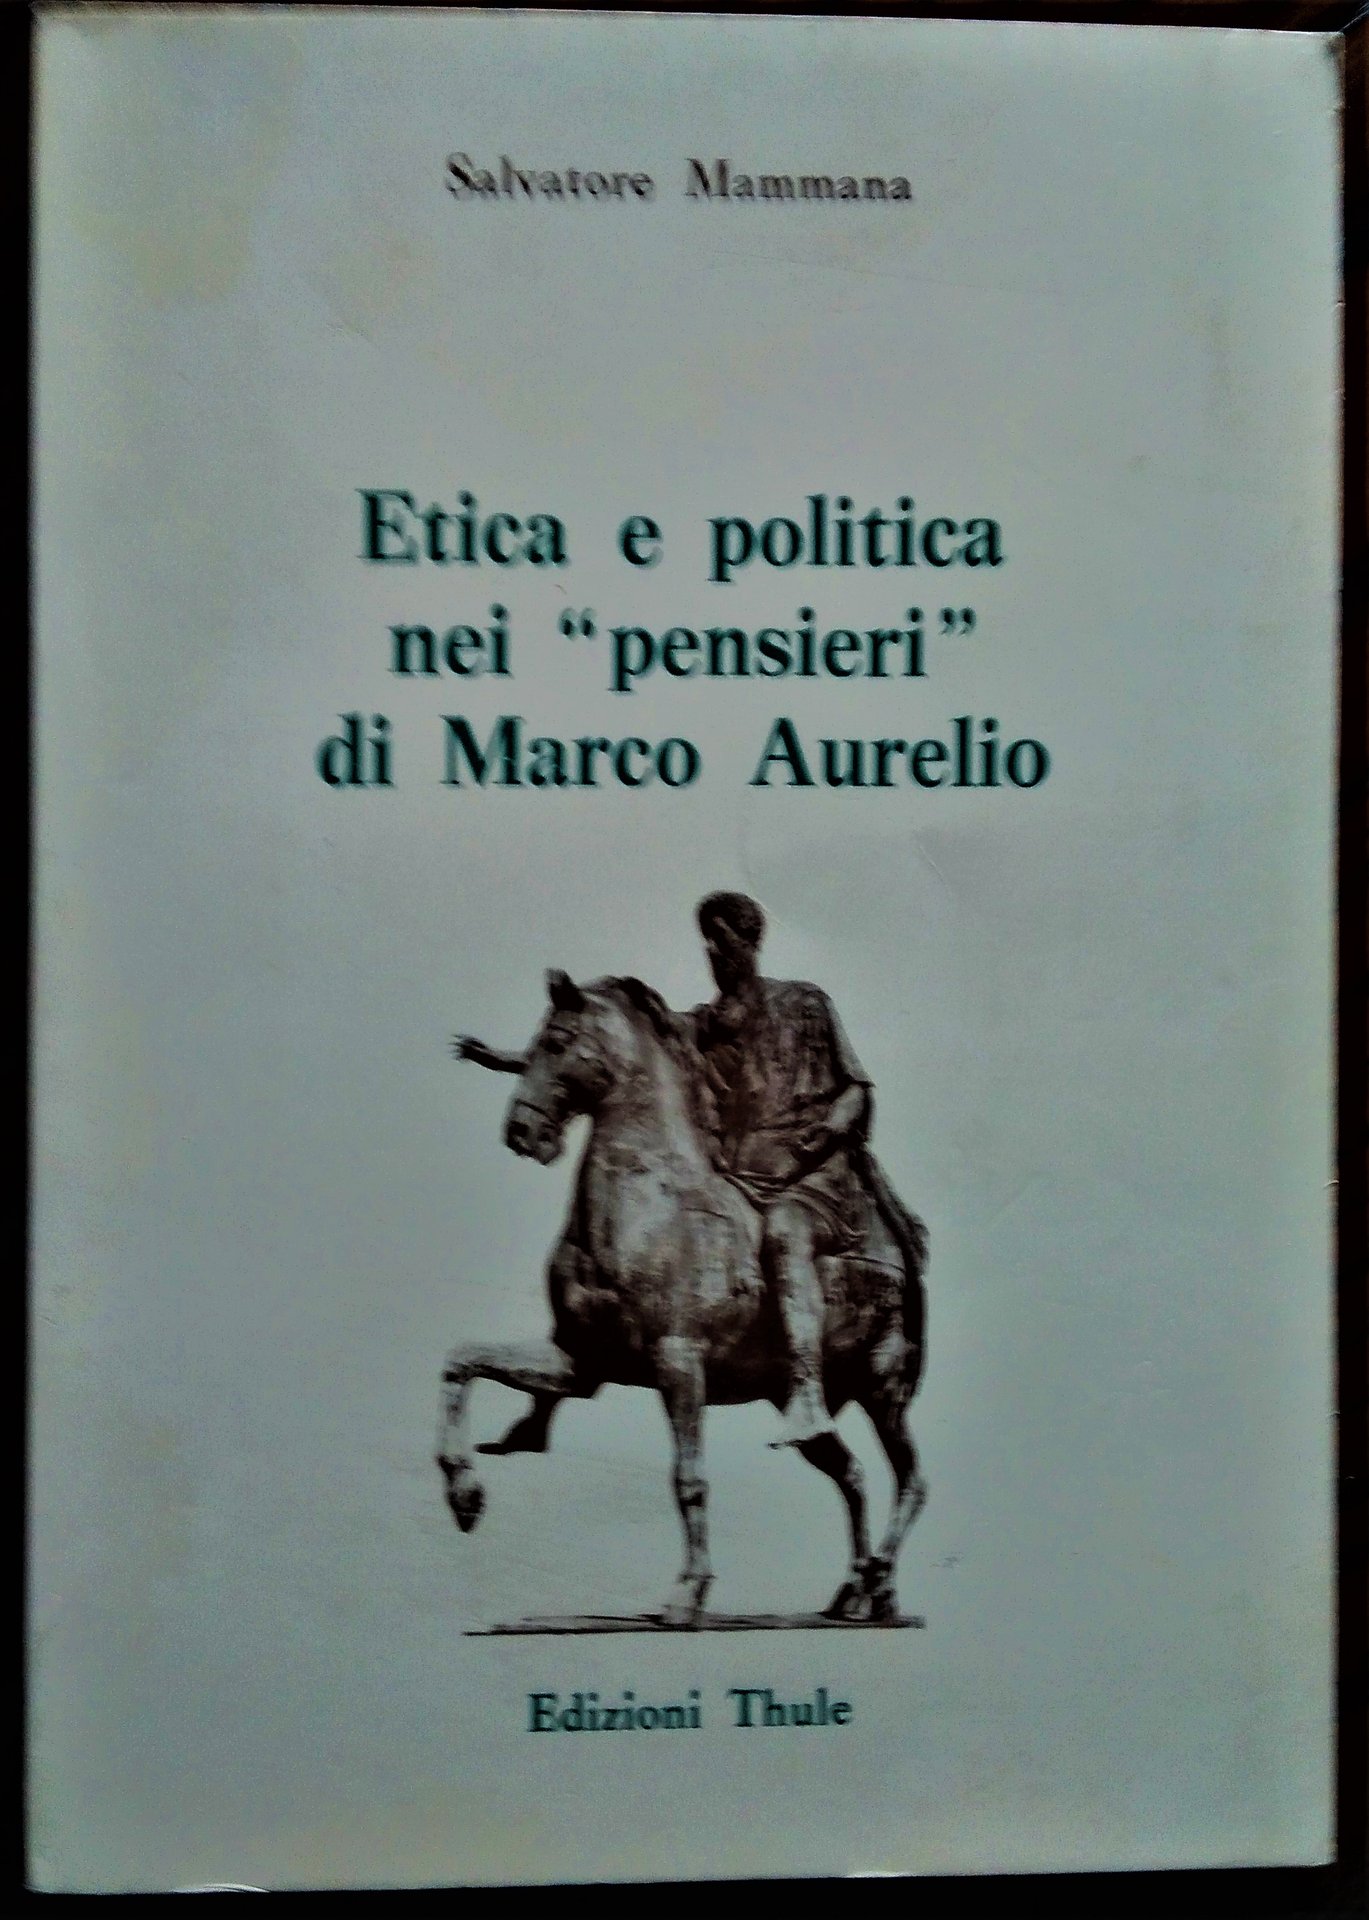 Salvatore Mammana
Etica e politica
nei “pensieri”
di Marco Aurelio
Edizioni Thule